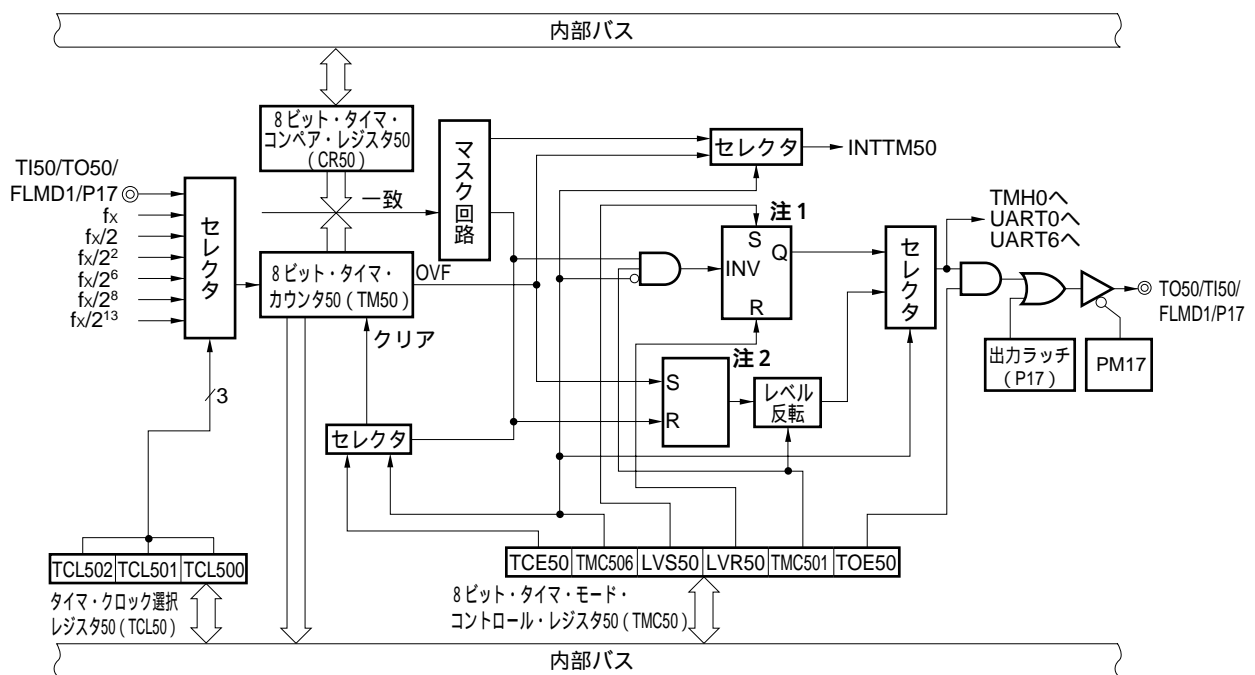 内部バス
8ビット・タイマ・
コンペア・レジスタ50
(CR50)
マスク回路
セレクタ
INTTM50
TI50/TO50/
FLMD1/P17
fX
fX/2
fX/2²
fX/2⁶
fX/2⁸
fX/2¹³
セレクタ
一致
8ビット・タイマ・
カウンタ50(TM50)
OVF
クリア
注1
S
INV
Q
R
セレクタ
TMH0へ
UART0へ
UART6へ
TO50/TI50/
FLMD1/P17
出力ラッチ
(P17)
PM17
注2
S
R
レベル
反転
3
セレクタ
TCL502
TCL501
TCL500
タイマ・クロック選択
レジスタ50(TCL50)
TCE50
TMC506
LVS50
LVR50
TMC501
TOE50
8ビット・タイマ・モード・
コントロール・レジスタ50(TMC50)
内部バス